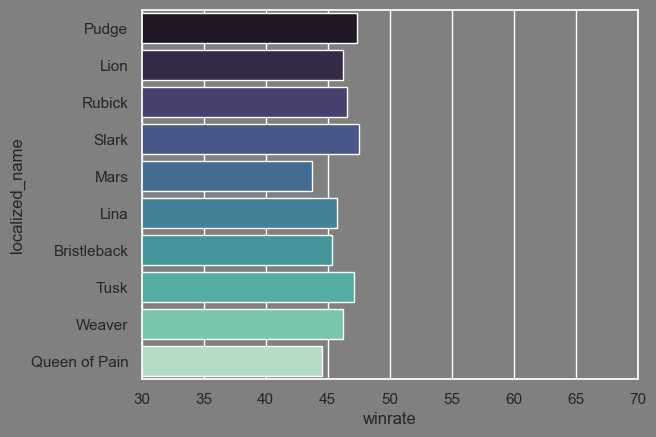 localized_name
Pudge
Lion
Rubick
Slark
Mars
Lina
Bristleback
Tusk
Weaver
Queen of Pain
30 35 40 45 50 55 60 65 70
winrate